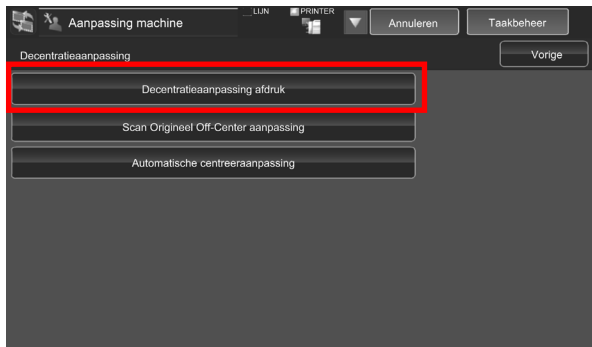 Aanpassing machine
LIJN
PRINTER
Annuleren
Taakbeheer
Decentratieaanpassing
Vorige
Decentratieaanpassing afdruk
Scan Origineel Off-Center aanpassing
Automatische centreeraanpassing